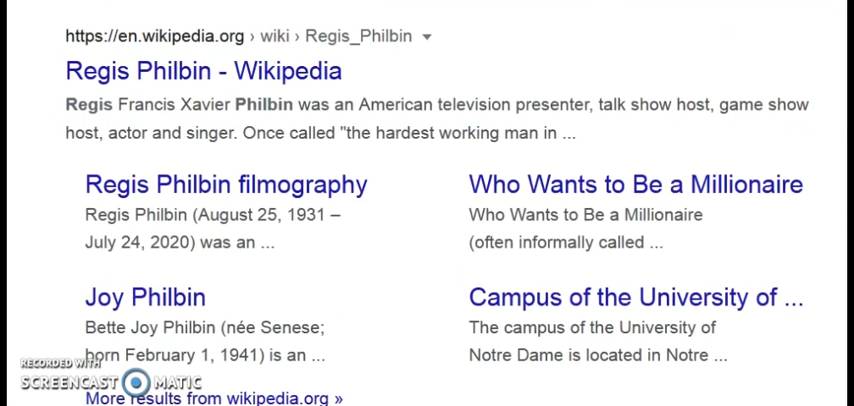 https://en.wikipedia.org › wiki › Regis_Philbin
Regis Philbin - Wikipedia
Regis Francis Xavier Philbin was an American television presenter, talk show host, game show
host, actor and singer. Once called "the hardest working man in ...
Regis Philbin filmography
Regis Philbin (August 25, 1931 –
July 24, 2020) was an ...
Who Wants to Be a Millionaire
Who Wants to Be a Millionaire
(often informally called ...
Joy Philbin
Bette Joy Philbin (née Senese;
born February 1, 1941) is an ...
Campus of the University of ...
The campus of the University of
Notre Dame is located in Notre ...
RECORDED WITH
SCREENCAST MATIC
More results from wikipedia.org »